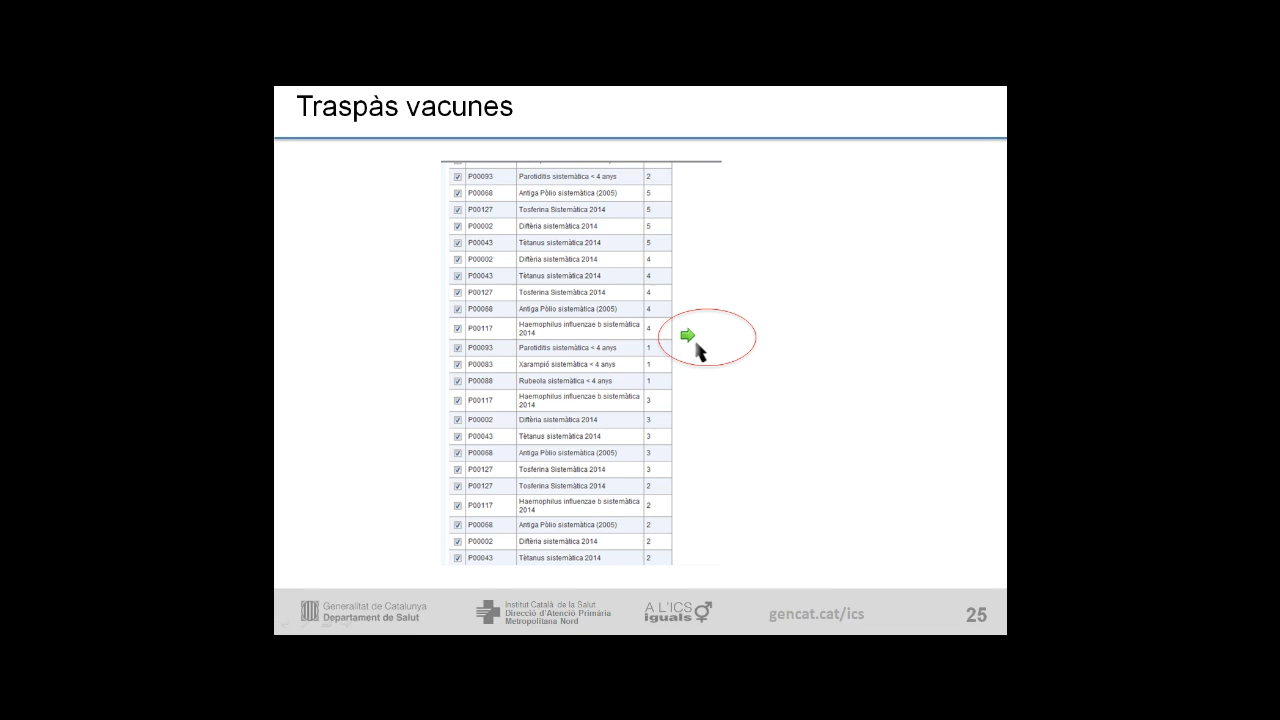 Traspàs vacunes
P00093 Parotiditis sistemàtica < 4 anys 2
P00068 Antiga Pòlio sistemàtica (2005) 5
P00127 Tosferina Sistemàtica 2014 5
P00002 Diftèria sistemàtica 2014 5
P00043 Tètanus sistemàtica 2014 5
P00002 Diftèria sistemàtica 2014 4
P00043 Tètanus sistemàtica 2014 4
P00127 Tosferina Sistemàtica 2014 4
P00068 Antiga Pòlio sistemàtica (2005) 4
P00117 Haemophilus influenzae b sistemàtica 4
2014
P00093 Parotiditis sistemàtica < 4 anys 1
P00083 Xarampió sistemàtica < 4 anys 1
P00088 Rubeola sistemàtica < 4 anys 1
P00117 Haemophilus influenzae b sistemàtica 3
2014
P00002 Diftèria sistemàtica 2014 3
P00043 Tètanus sistemàtica 2014 3
P00068 Antiga Pòlio sistemàtica (2005) 3
P00127 Tosferina Sistemàtica 2014 3
P00127 Tosferina Sistemàtica 2014 2
P00117 Haemophilus influenzae b sistemàtica 2
2014
P00068 Antiga Pòlio sistemàtica (2005) 2
P00002 Diftèria sistemàtica 2014 2
P00043 Tètanus sistemàtica 2014 2
Generalitat de Catalunya
Departament de Salut
Institut Català de la Salut
Direcció d'Atenció Primària
Metropolitana Nord
A L'ICS
iguals
gencat.cat/ics
25